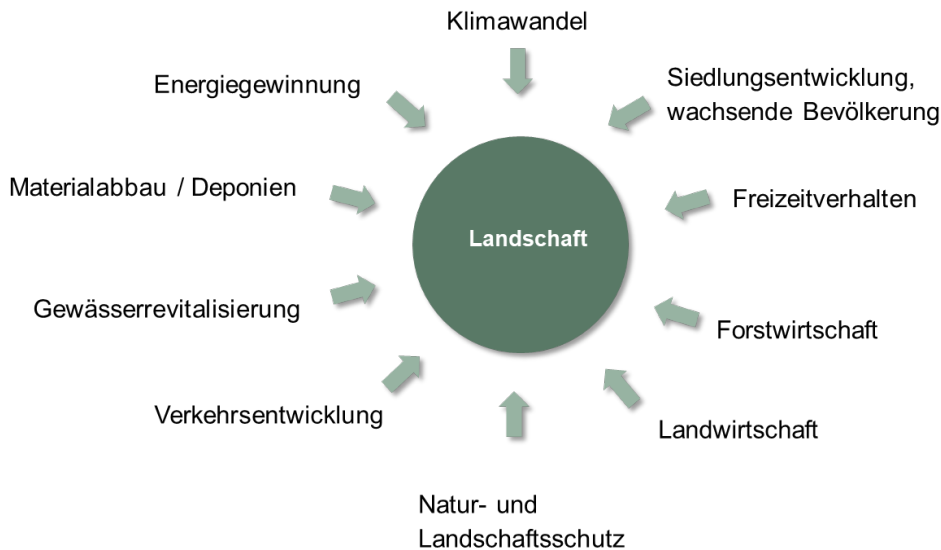 Klimawandel
Energiegewinnung
Siedlungsentwicklung,
wachsende Bevölkerung
Materialabbau / Deponien
Freizeitverhalten
Landschaft
Gewässerrevitalisierung
Forstwirtschaft
Verkehrsentwicklung
Landwirtschaft
Natur- und
Landschaftsschutz